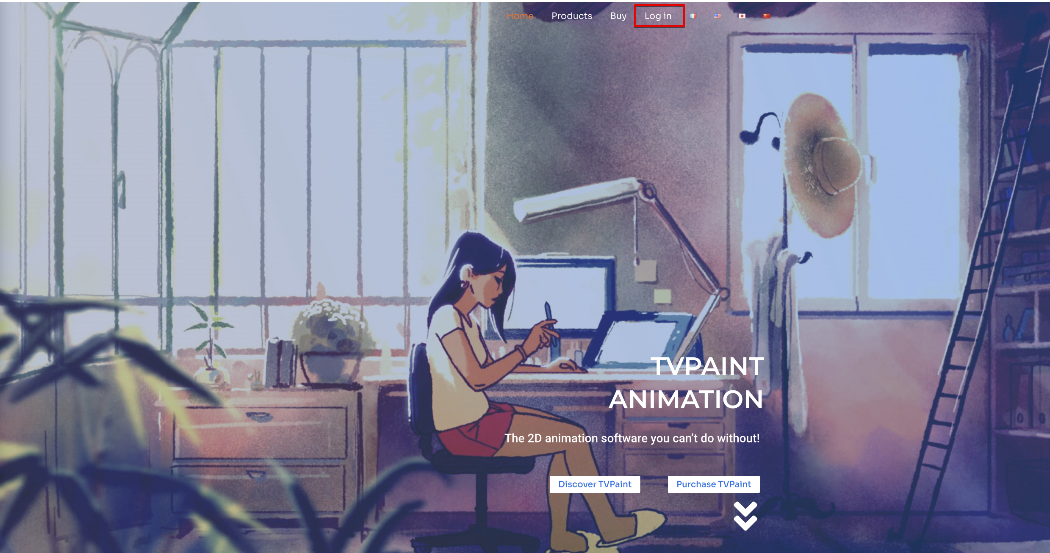 Home Products Buy Log in
TVPAINT
ANIMATION
The 2D animation software you can't do without!
Discover TVPaint Purchase TVPaint